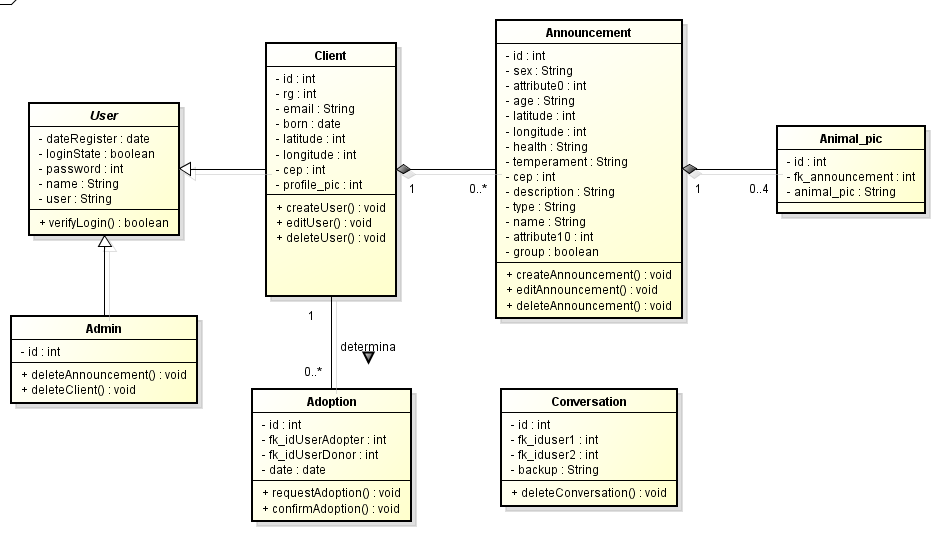 User
- dateRegister : date
- loginState : boolean
- password : int
- name : String
- user : String
+ verifyLogin() : boolean
Client
- id : int
- rg : int
- email : String
- born : date
- latitude : int
- longitude : int
- cep : int
- profile_pic : int
+ createUser() : void
+ editUser() : void
+ deleteUser() : void
1
0..*
Announcement
- id : int
- sex : String
- attribute0 : int
- age : String
- latitude : int
- longitude : int
- health : String
- temperament : String
- cep : int
- description : String
- type : String
- name : String
- attribute10 : int
- group : boolean
+ createAnnouncement() : void
+ editAnnouncement() : void
+ deleteAnnouncement() : void
1
0..4
Animal_pic
- id : int
- fk_announcement : int
- animal_pic : String
Admin
- id : int
+ deleteAnnouncement() : void
+ deleteClient() : void
1
determina
0..*
Adoption
- id : int
- fk_idUserAdopter : int
- fk_idUserDonor : int
- date : date
+ requestAdoption() : void
+ confirmAdoption() : void
Conversation
- id : int
- fk_iduser1 : int
- fk_iduser2 : int
- backup : String
+ deleteConversation() : void